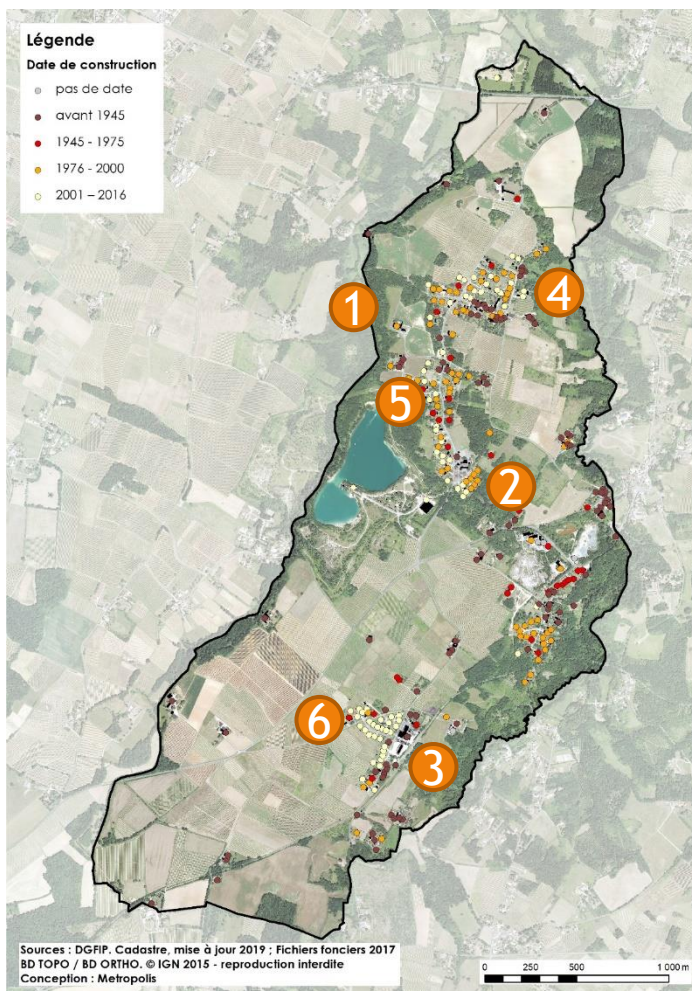 Légende
Date de construction
pas de date
avant 1945
1945 - 1975
1976 - 2000
2001 – 2016
4
1
5
2
6
3
Sources : DGFIP. Cadastre, mise à jour 2019 ; Fichiers fonciers 2017
BD TOPO / BD ORTHO. © IGN 2015 - reproduction interdite
Conception : Metropolis
0 250 500 1 000 m